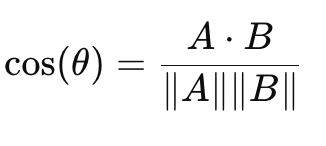 cos(θ) = A · B / ‖A‖‖B‖